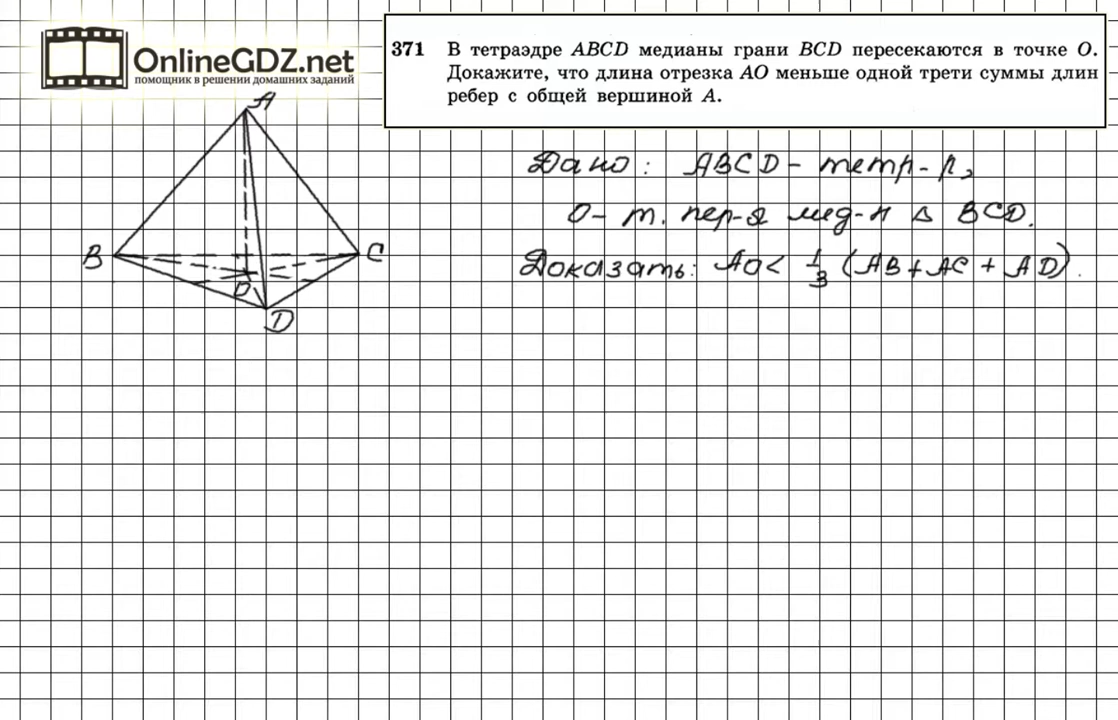 OnlineGDZ.net
помощник в решении домашних заданий
371 В тетраэдре ABCD медианы грани BCD пересекаются в точке O.
Докажите, что длина отрезка AO меньше одной трети суммы длин
ребер с общей вершиной A.
A
B
C
O
D
Дано: ABCD - тетр-р,
O - т. пер-я мед-н △ BCD.
Доказать: AO < 1/3 (AB + AC + AD).